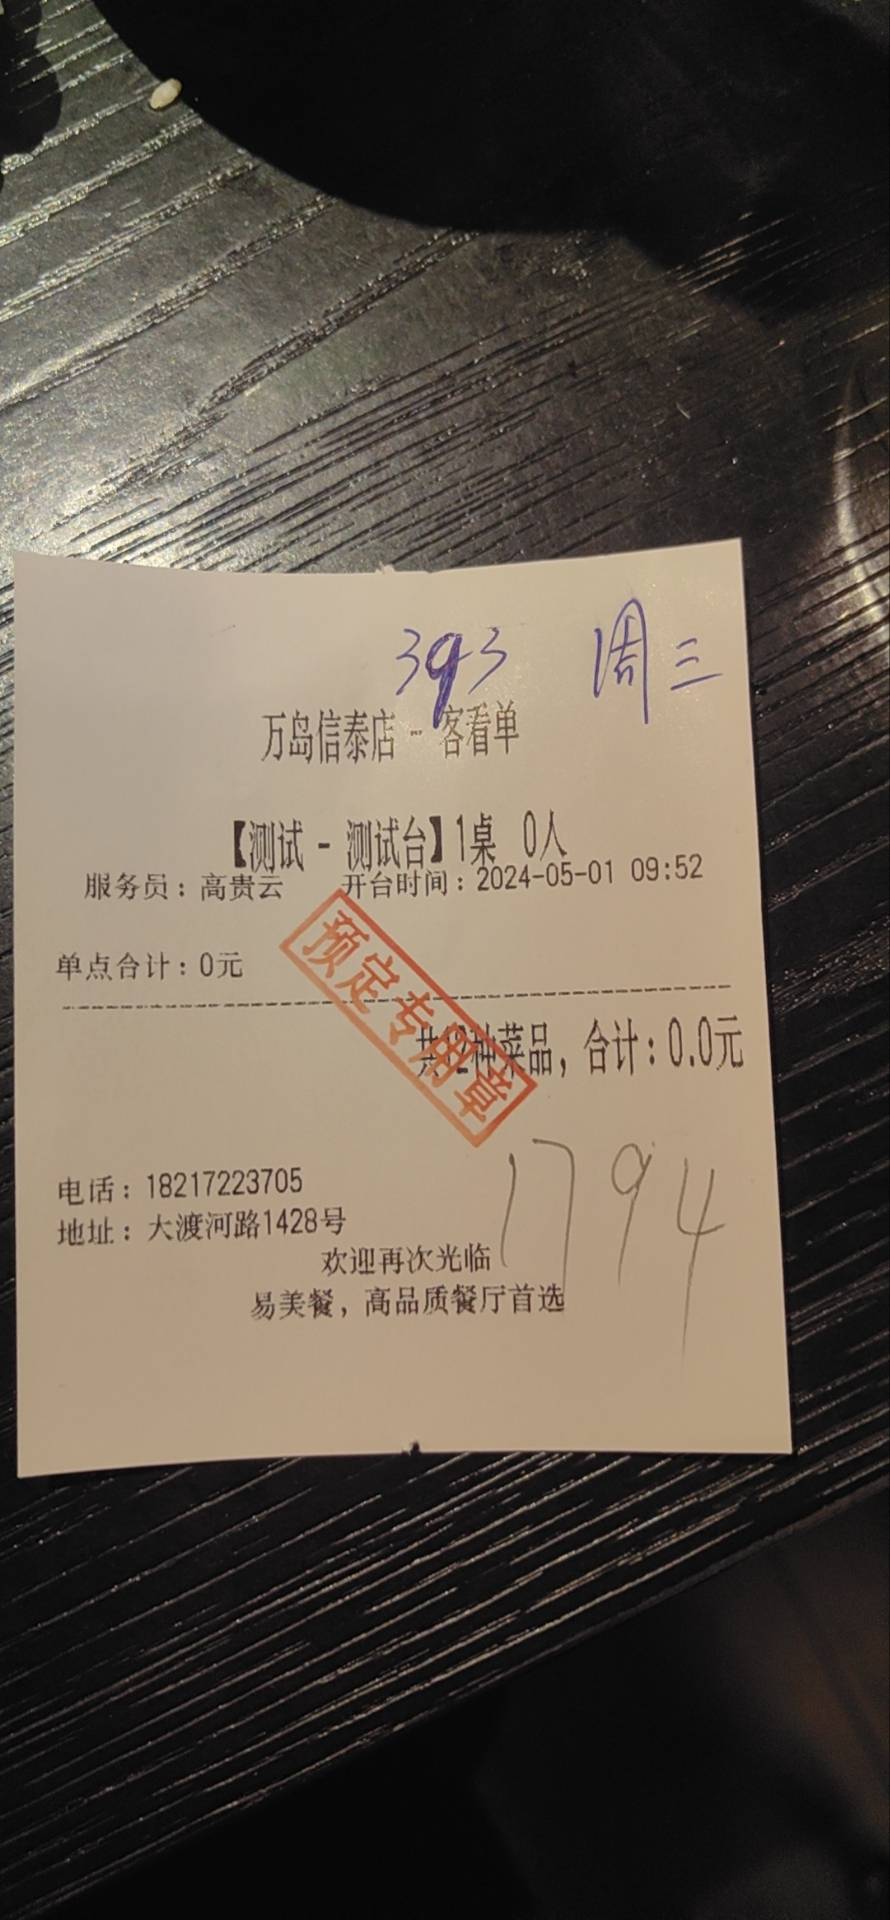 393 周三
万岛信泰店 - 客看单
【测试 - 测试台】1桌 0人
服务员：高贵云 开台时间：2024-05-01 09:52
单点合计：0元
预定专用章
共12种菜品，合计：0.0元
1794
电话：18217223705
地址：大渡河路1428号
欢迎再次光临
易美餐，高品质餐厅首选